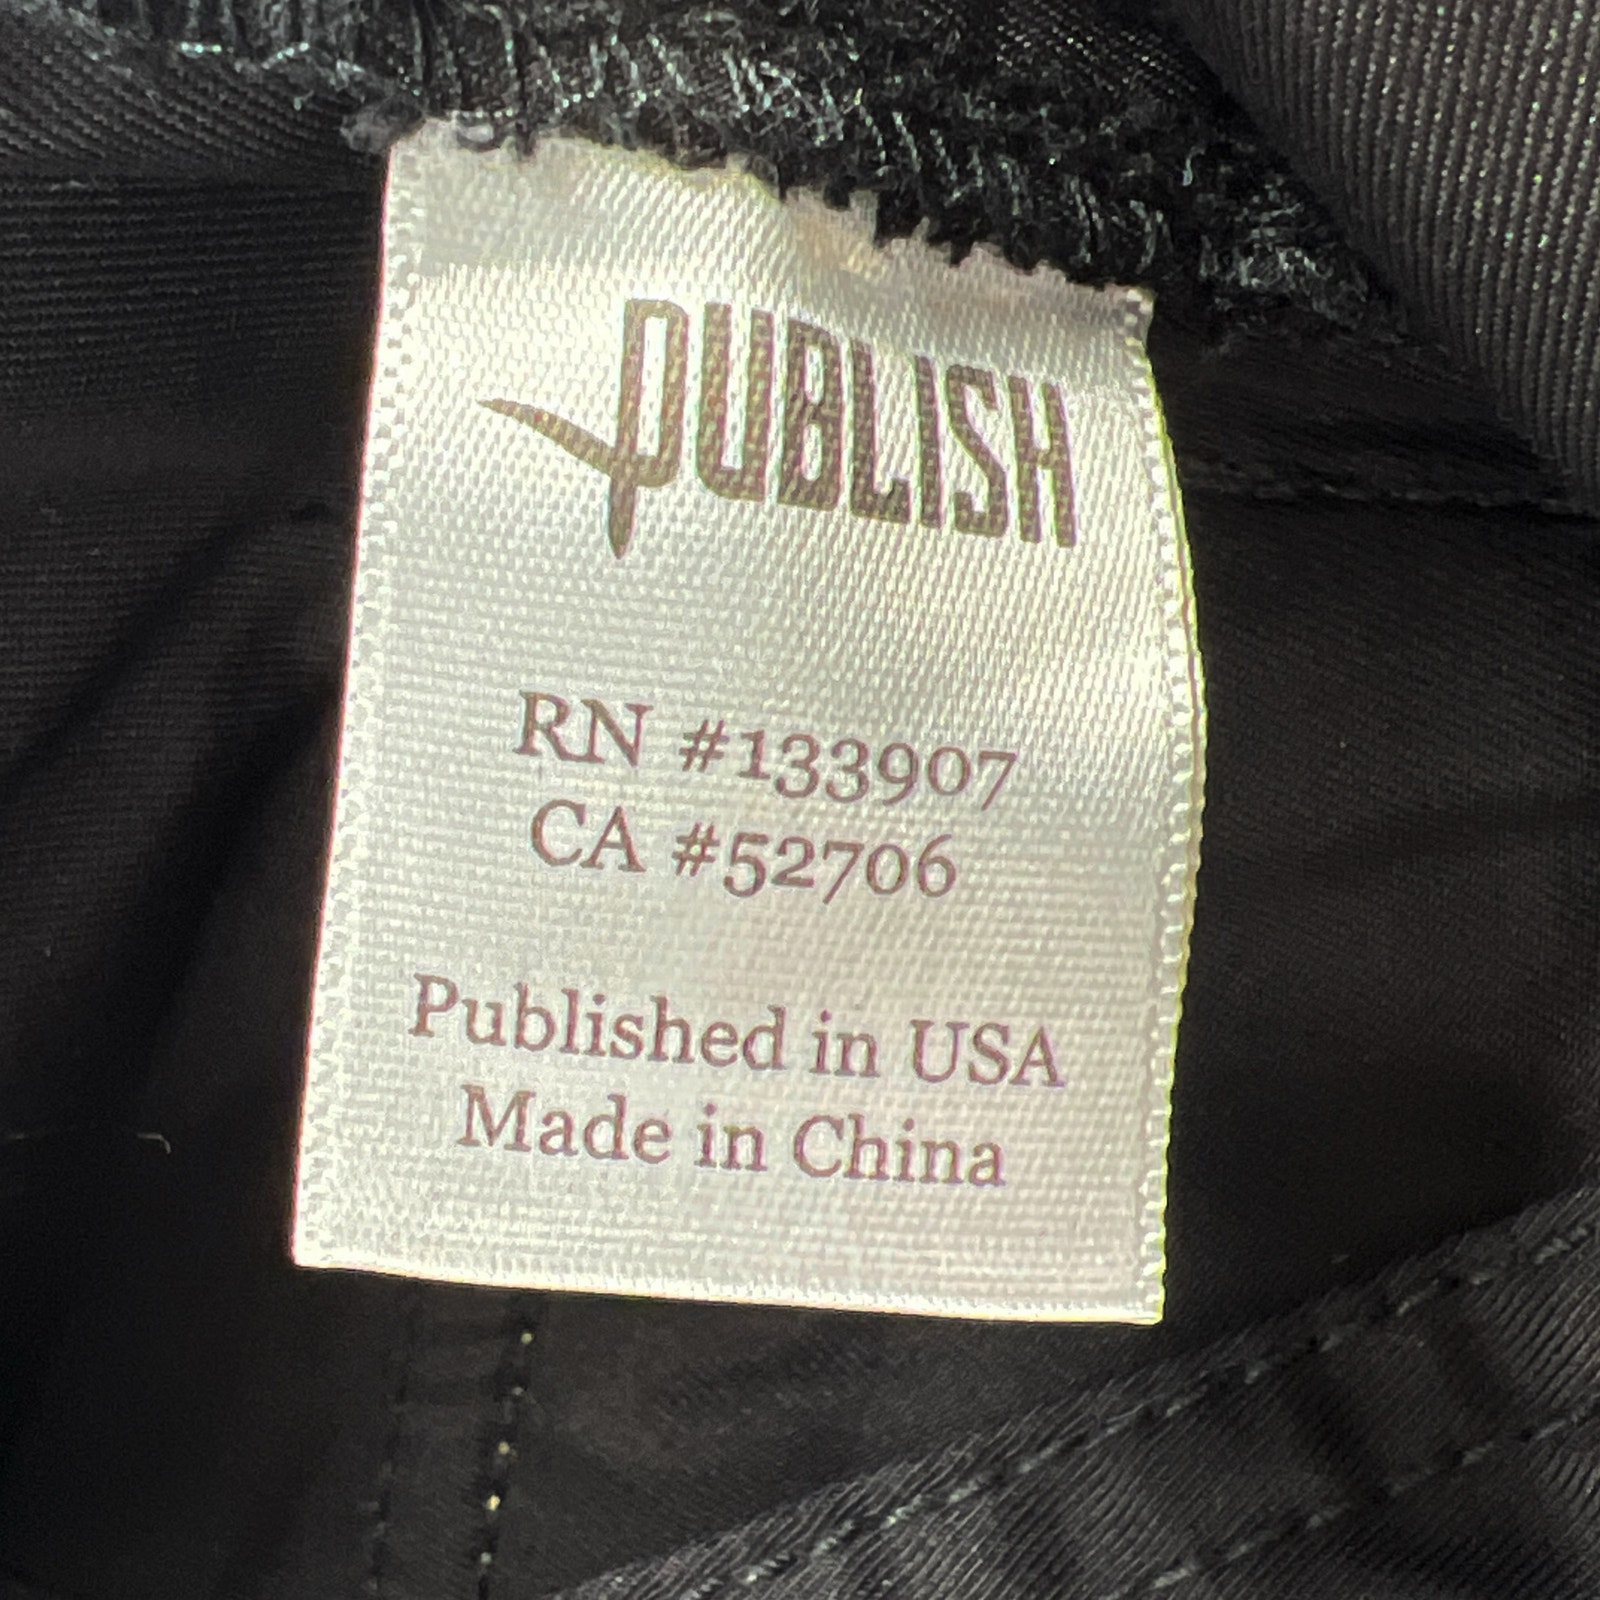 PUBLISH
RN #133907
CA #52706
Published in USA
Made in China